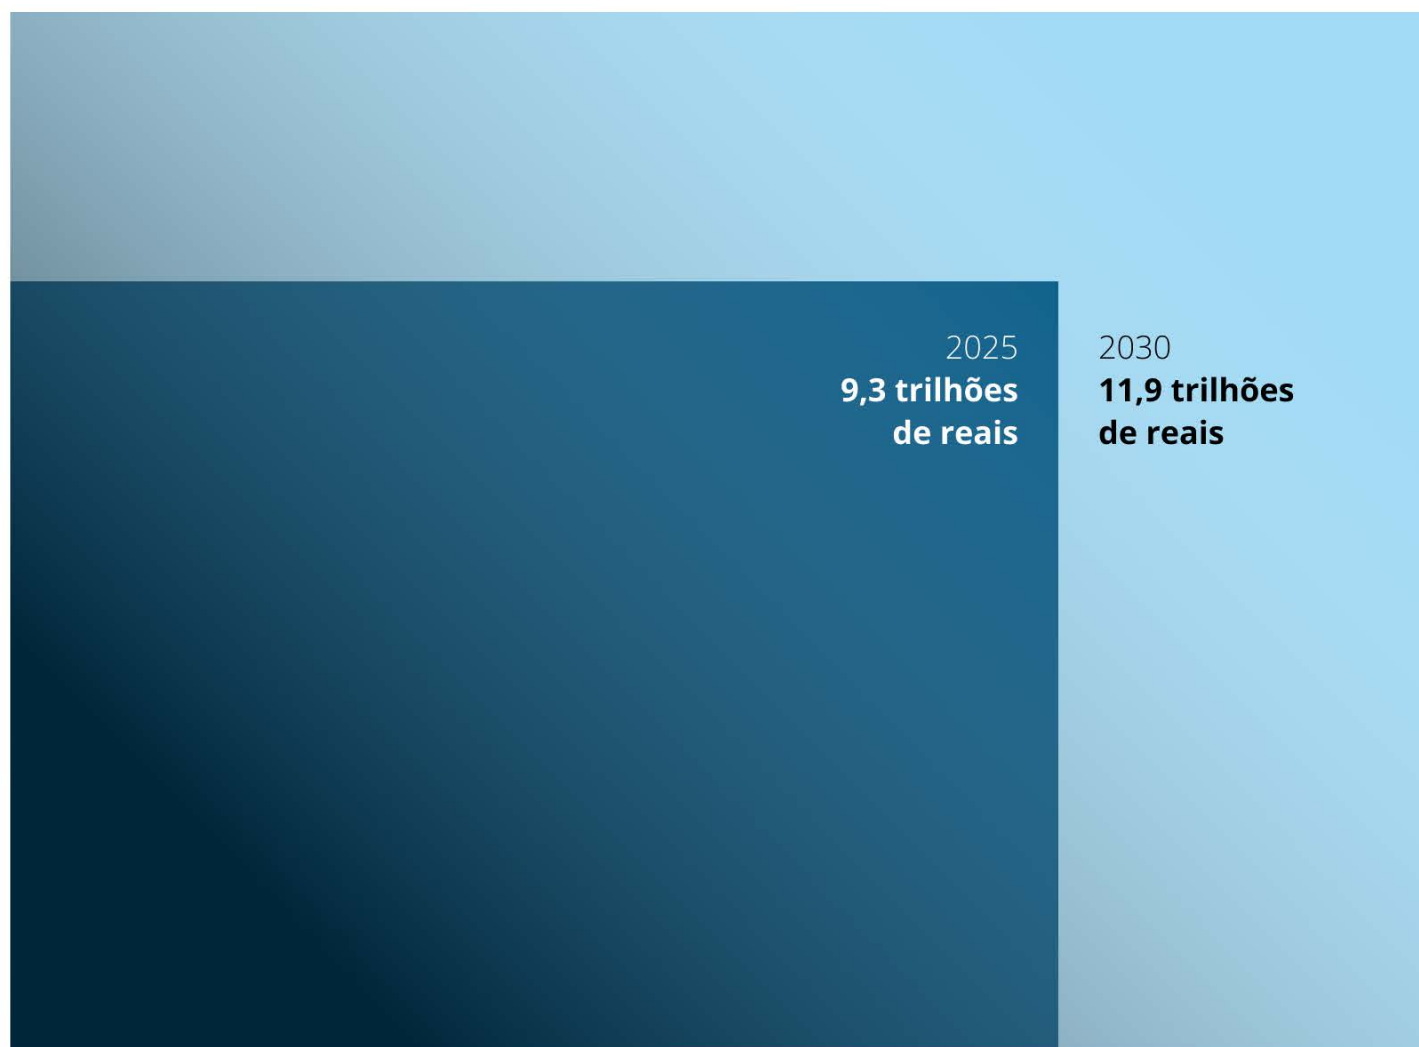 2025
9,3 trilhões
de reais
2030
11,9 trilhões
de reais